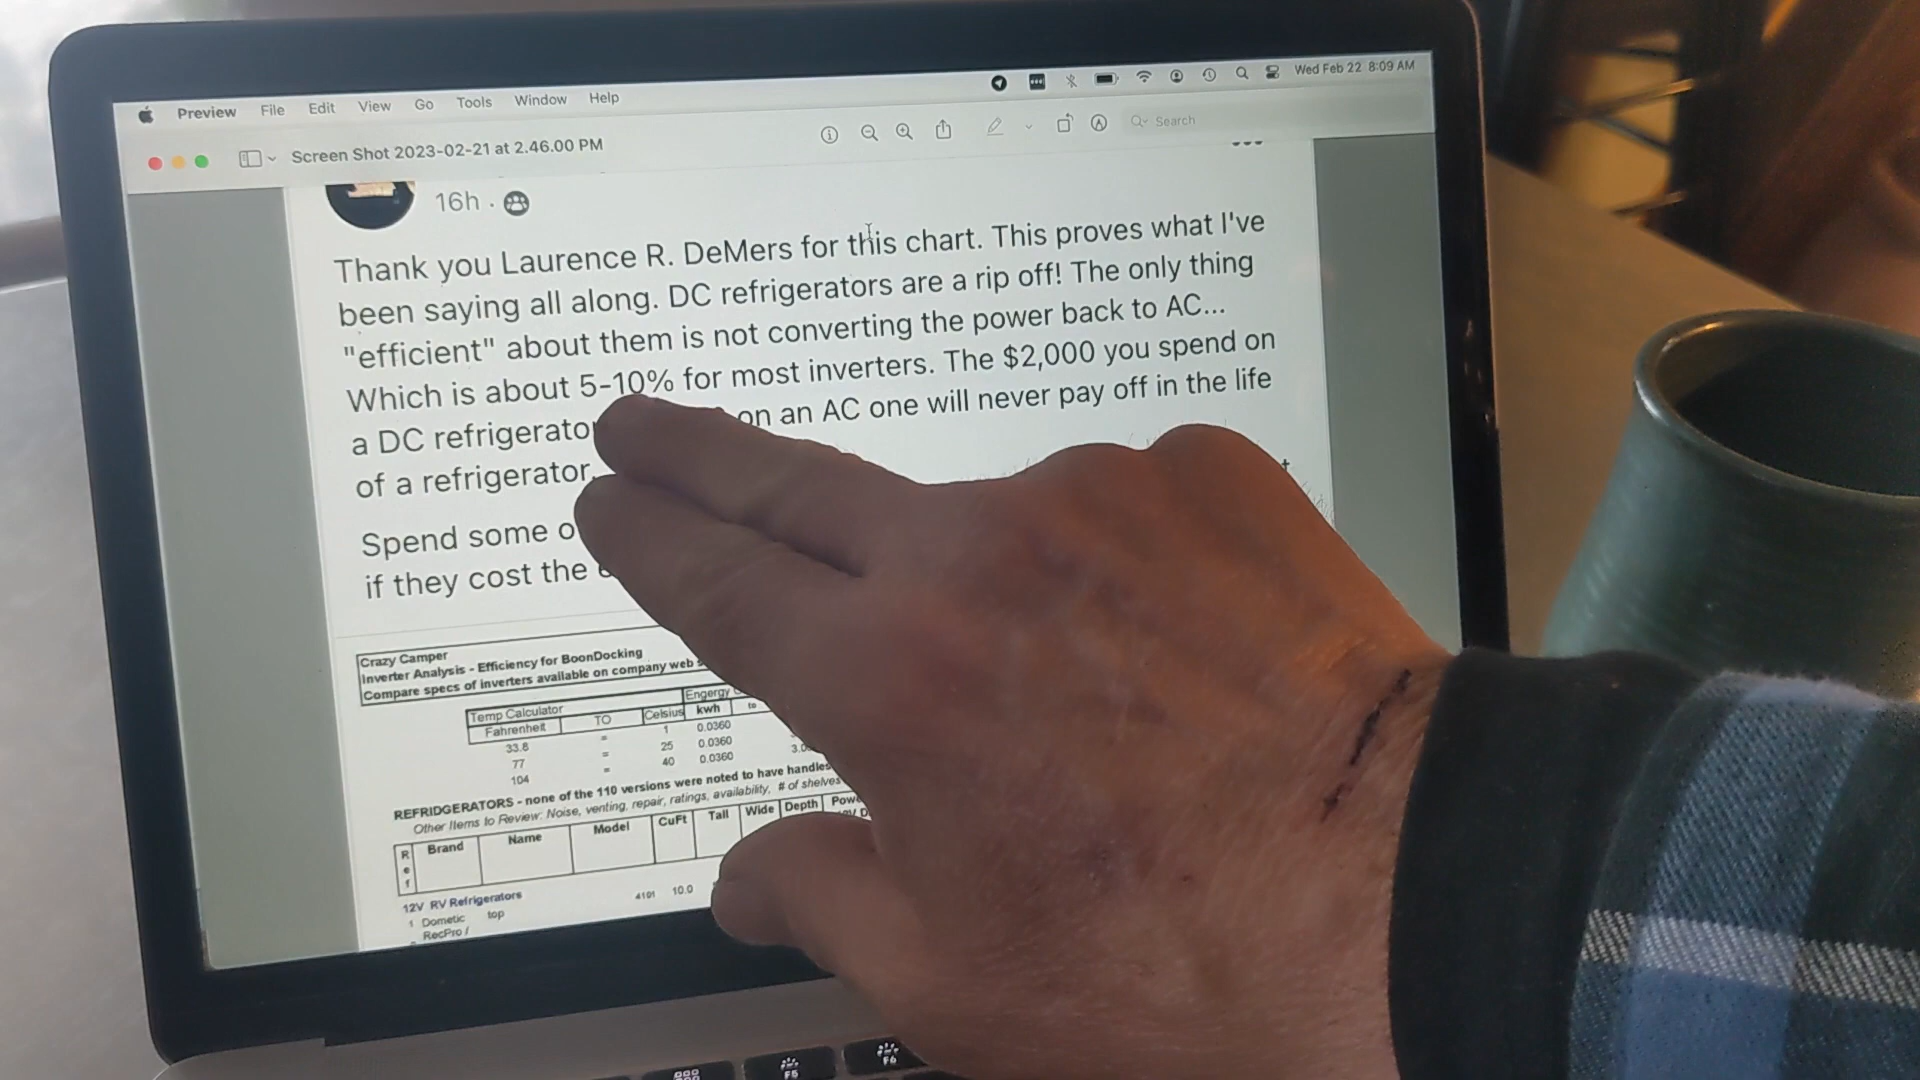 Preview File Edit View Go Tools Window Help Wed Feb 22 8:09 AM
Screen Shot 2023-02-21 at 2.46.00 PM Search
16h ·
Thank you Laurence R. DeMers for this chart. This proves what I've
been saying all along. DC refrigerators are a rip off! The only thing
"efficient" about them is not converting the power back to AC...
Which is about 5-10% for most inverters. The $2,000 you spend on
a DC refrigerator on an AC one will never pay off in the life
of a refrigerator.
Spend some
if they cost the
Crazy Camper
Inverter Analysis - Efficiency for BoonDocking
Compare specs of inverters available on company web
Engergy
Temp Calculator TO Celsius kwh to
Fahrenheit
33.8 = 1 0.0360
77 = 25 0.0360
104 = 40 0.0360
REFRIDGERATORS - none of the 110 versions were noted to have handles
Other Items to Review: Noise, venting, repair, ratings, availability, # of shelves
Ref Brand Name Model CuFt Tall Wide Depth
12V RV Refrigerators
1 Dometic top 4101 10.0
RecPro /
F5 F6